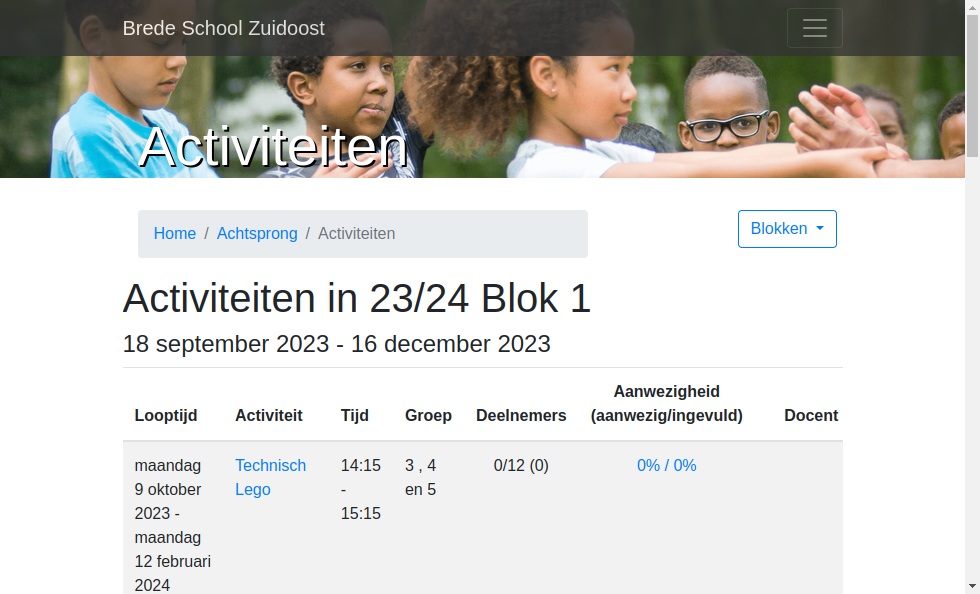 Brede School Zuidoost
Activiteiten
Home / Achtsprong / Activiteiten
Blokken
Activiteiten in 23/24 Blok 1
18 september 2023 - 16 december 2023
Looptijd Activiteit Tijd Groep Deelnemers Aanwezigheid (aanwezig/ingevuld) Docent
maandag 9 oktober 2023 - maandag 12 februari 2024
Technisch Lego
14:15 - 15:15
3 , 4 en 5
0/12 (0)
0% / 0%